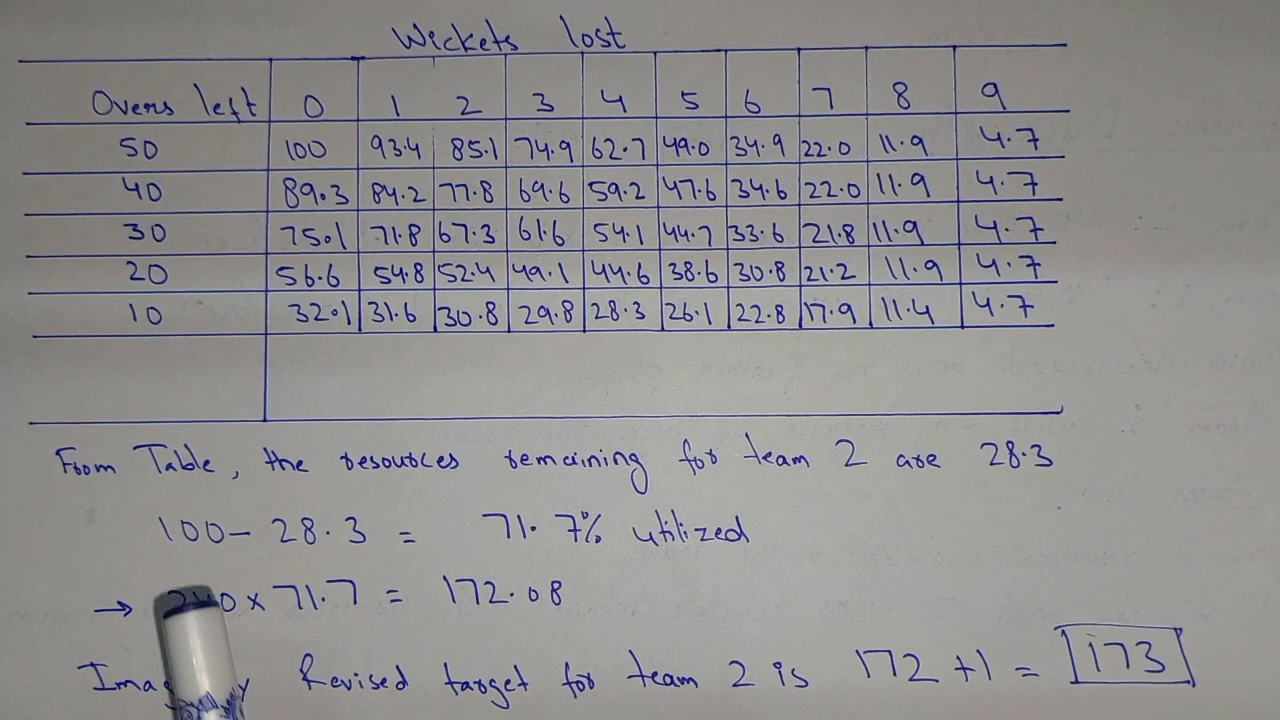 Wickets lost
Overs left 0 1 2 3 4 5 6 7 8 9
50 100 93.4 85.1 74.9 62.7 49.0 34.9 22.0 11.9 4.7
40 89.3 84.2 77.8 69.6 59.2 47.6 34.6 22.0 11.9 4.7
30 75.1 71.8 67.3 61.6 54.1 44.7 33.6 21.8 11.9 4.7
20 56.6 54.8 52.4 49.1 44.6 38.6 30.8 21.2 11.9 4.7
10 32.1 31.6 30.8 29.8 28.3 26.1 22.8 17.9 11.4 4.7
From Table, the resources remaining for team 2 are 28.3
100 - 28.3 = 71.7% utilized
→ 240 × 71.7 = 172.08
Revised target for team 2 is 172 + 1 = 173